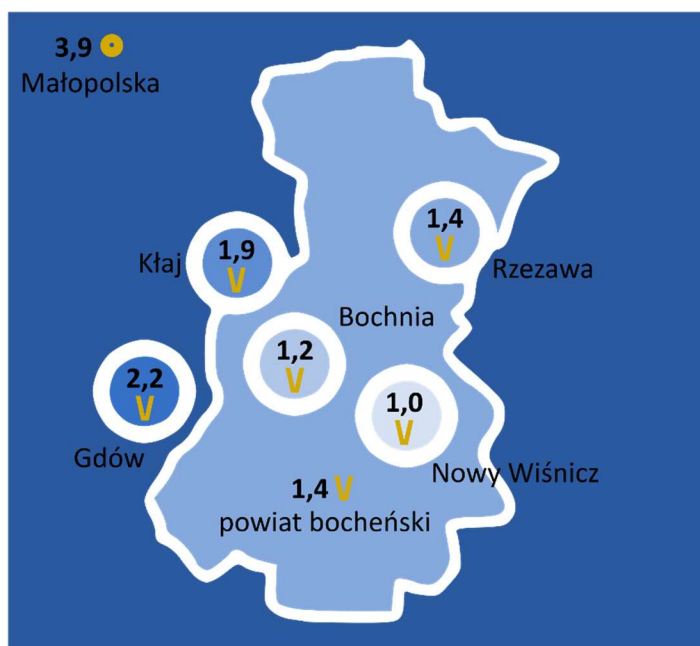 3,9
Małopolska
1,4
V
Rzezawa
1,9
V
Kłaj
Bochnia
1,2
V
2,2
V
Gdów
1,0
V
Nowy Wiśnicz
1,4 V
powiat bocheński